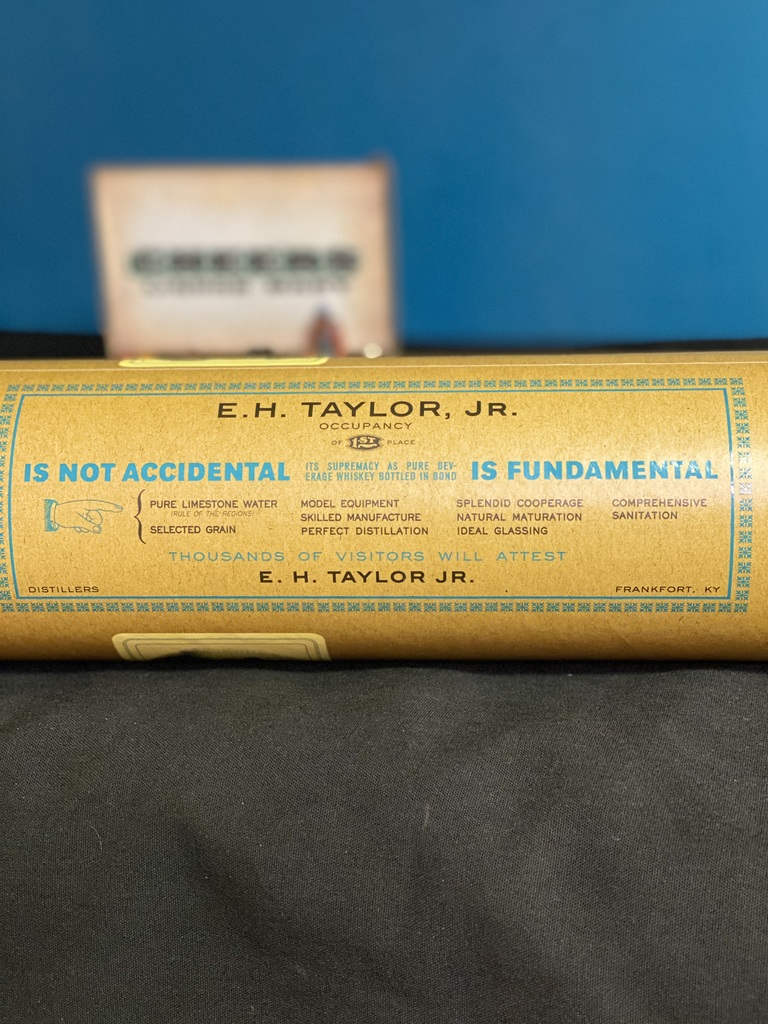 CHEERS
E.H. TAYLOR, JR.
OCCUPANCY
OF 1ST PLACE
IS NOT ACCIDENTAL
ITS SUPREMACY AS PURE BEV-
ERAGE WHISKEY BOTTLED IN BOND
IS FUNDAMENTAL
PURE LIMESTONE WATER
(RULE OF THE REGIONS)
SELECTED GRAIN
MODEL EQUIPMENT
SKILLED MANUFACTURE
PERFECT DISTILLATION
SPLENDID COOPERAGE
NATURAL MATURATION
IDEAL GLASSING
COMPREHENSIVE
SANITATION
THOUSANDS OF VISITORS WILL ATTEST
E. H. TAYLOR JR.
DISTILLERS
FRANKFORT, KY